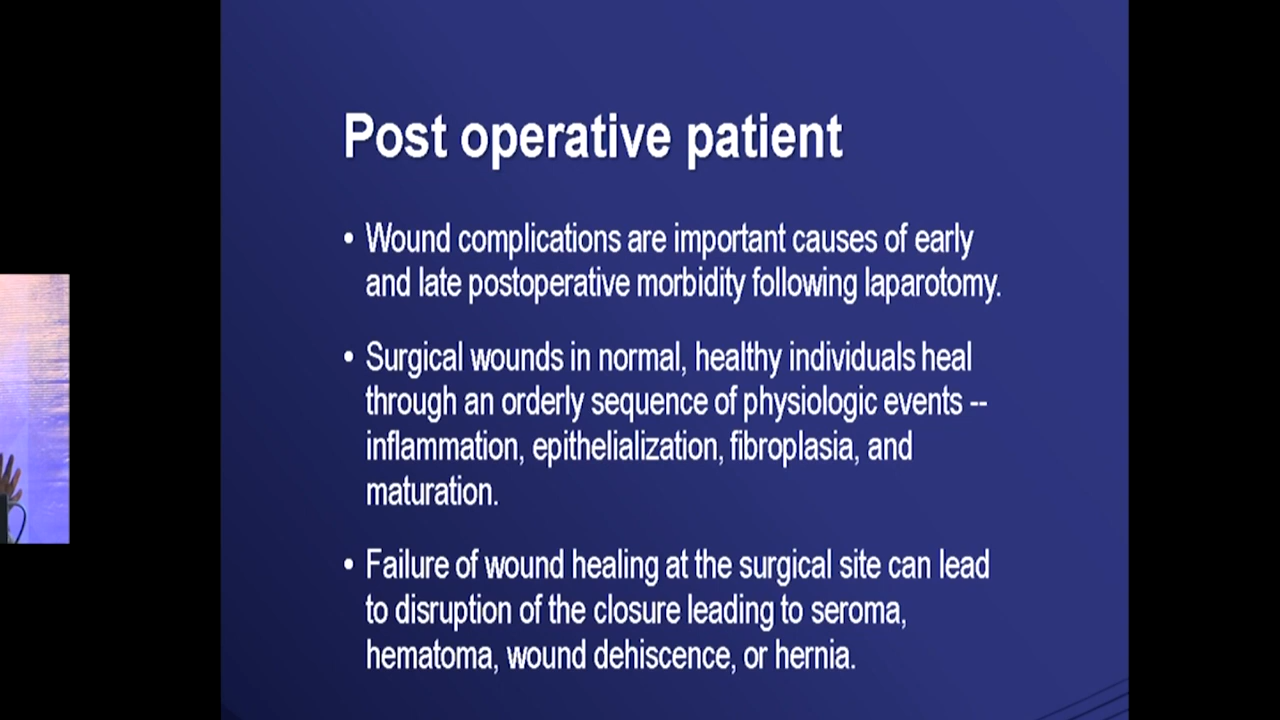 Post operative patient
• Wound complications are important causes of early
and late postoperative morbidity following laparotomy.
• Surgical wounds in normal, healthy individuals heal
through an orderly sequence of physiologic events --
inflammation, epithelialization, fibroplasia, and
maturation.
• Failure of wound healing at the surgical site can lead
to disruption of the closure leading to seroma,
hematoma, wound dehiscence, or hernia.